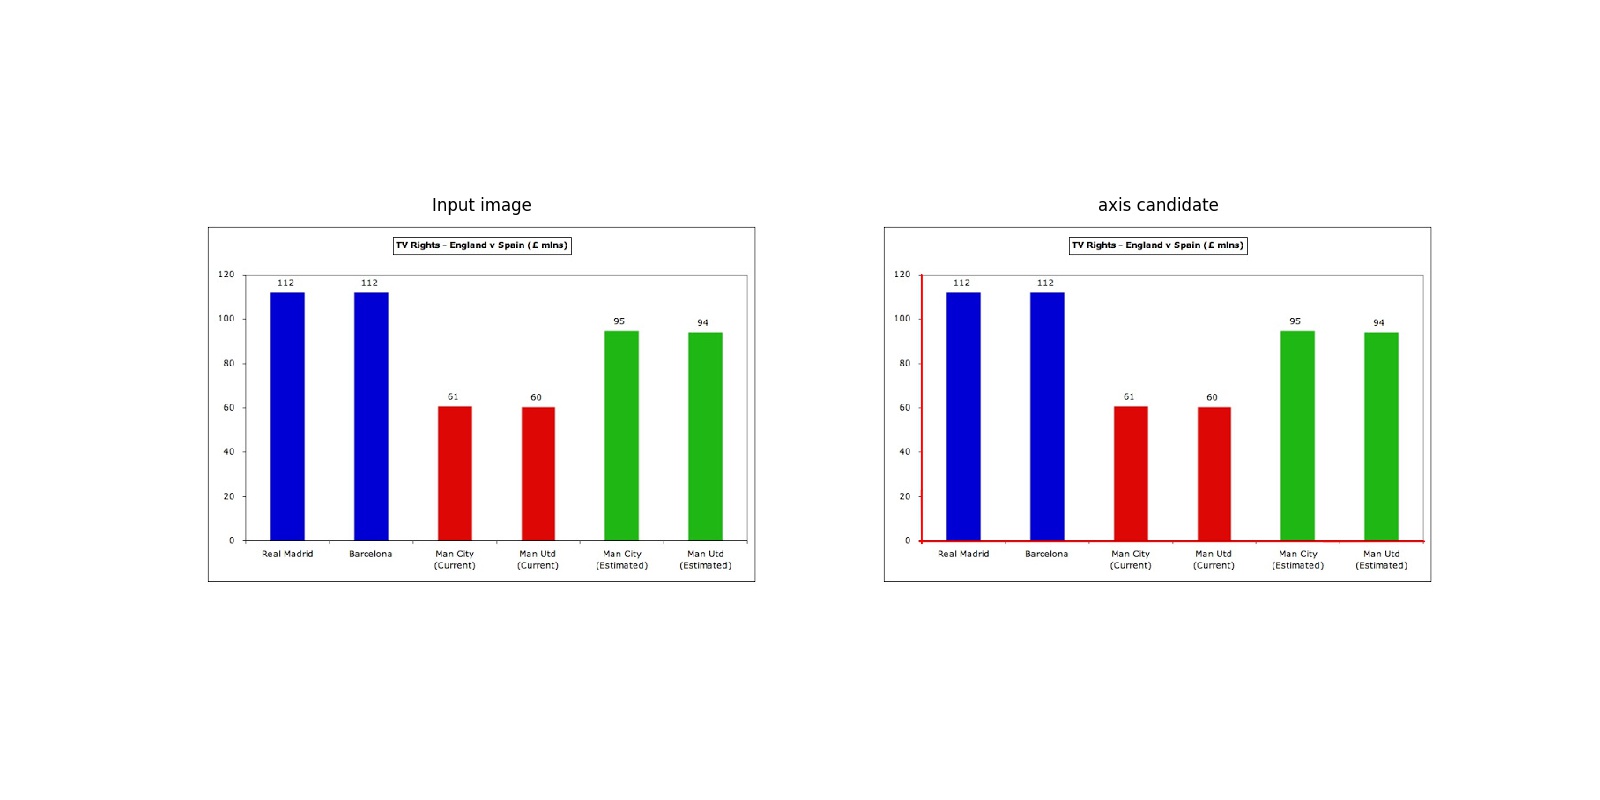 Input image
TV Rights - England v Spain (£ mlns)
120
100
80
60
40
20
0
112
112
61
60
95
94
Real Madrid
Barcelona
Man City
(Current)
Man Utd
(Current)
Man City
(Estimated)
Man Utd
(Estimated)
axis candidate
TV Rights - England v Spain (£ mlns)
120
100
80
60
40
20
0
112
112
61
60
95
94
Real Madrid
Barcelona
Man City
(Current)
Man Utd
(Current)
Man City
(Estimated)
Man Utd
(Estimated)